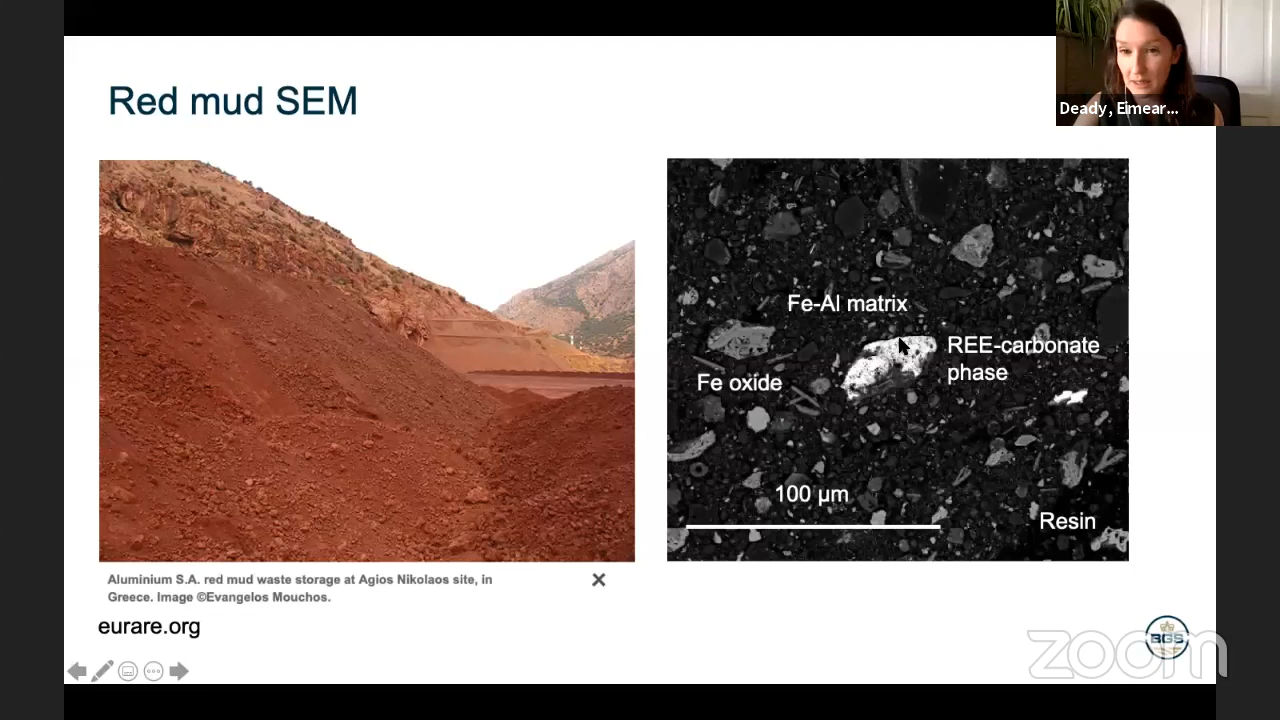 Red mud SEM
Deady, Eimear...
Fe-Al matrix
REE-carbonate
phase
Fe oxide
100 µm
Resin
Aluminium S.A. red mud waste storage at Agios Nikolaos site, in
Greece. Image ©Evangelos Mouchos.
eurare.org
BGS
zoom